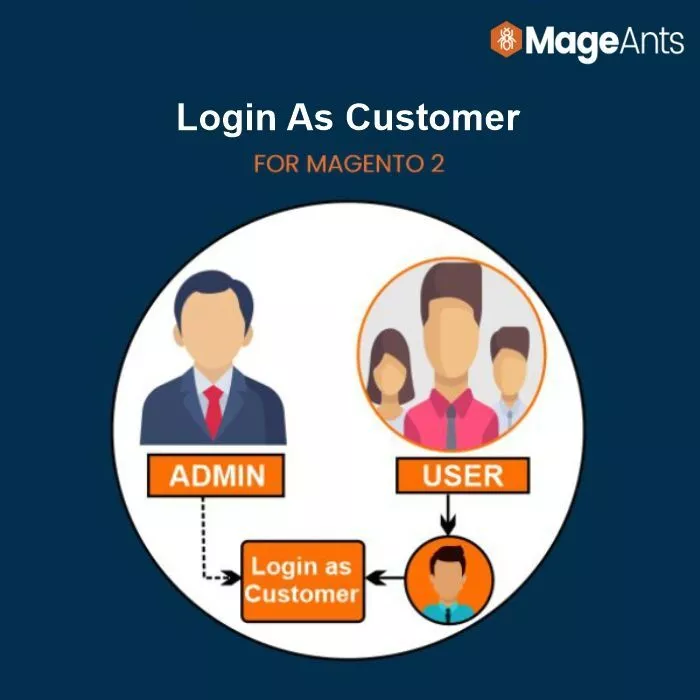 MageAnts
Login As Customer
FOR MAGENTO 2
ADMIN
USER
Login as
Customer